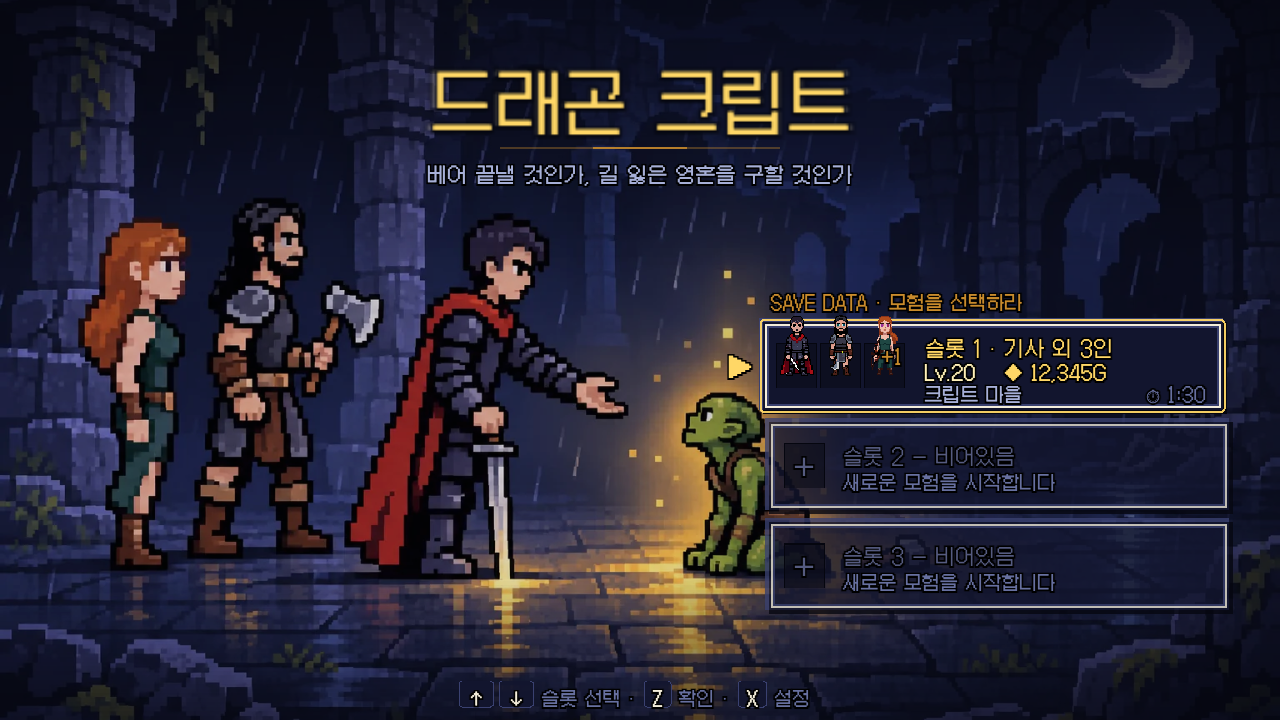 드래곤 크립트
베어 끝낼 것인가, 길 잃은 영혼을 구할 것인가
SAVE DATA · 모험을 선택하라
+1
슬롯 1 · 기사 외 3인
Lv.20 ◆ 12,345G
크립트 마을 ⏱ 1:30
+ 슬롯 2 – 비어있음
새로운 모험을 시작합니다
+ 슬롯 3 – 비어있음
새로운 모험을 시작합니다
↑ ↓ 슬롯 선택 · Z 확인 · X 설정